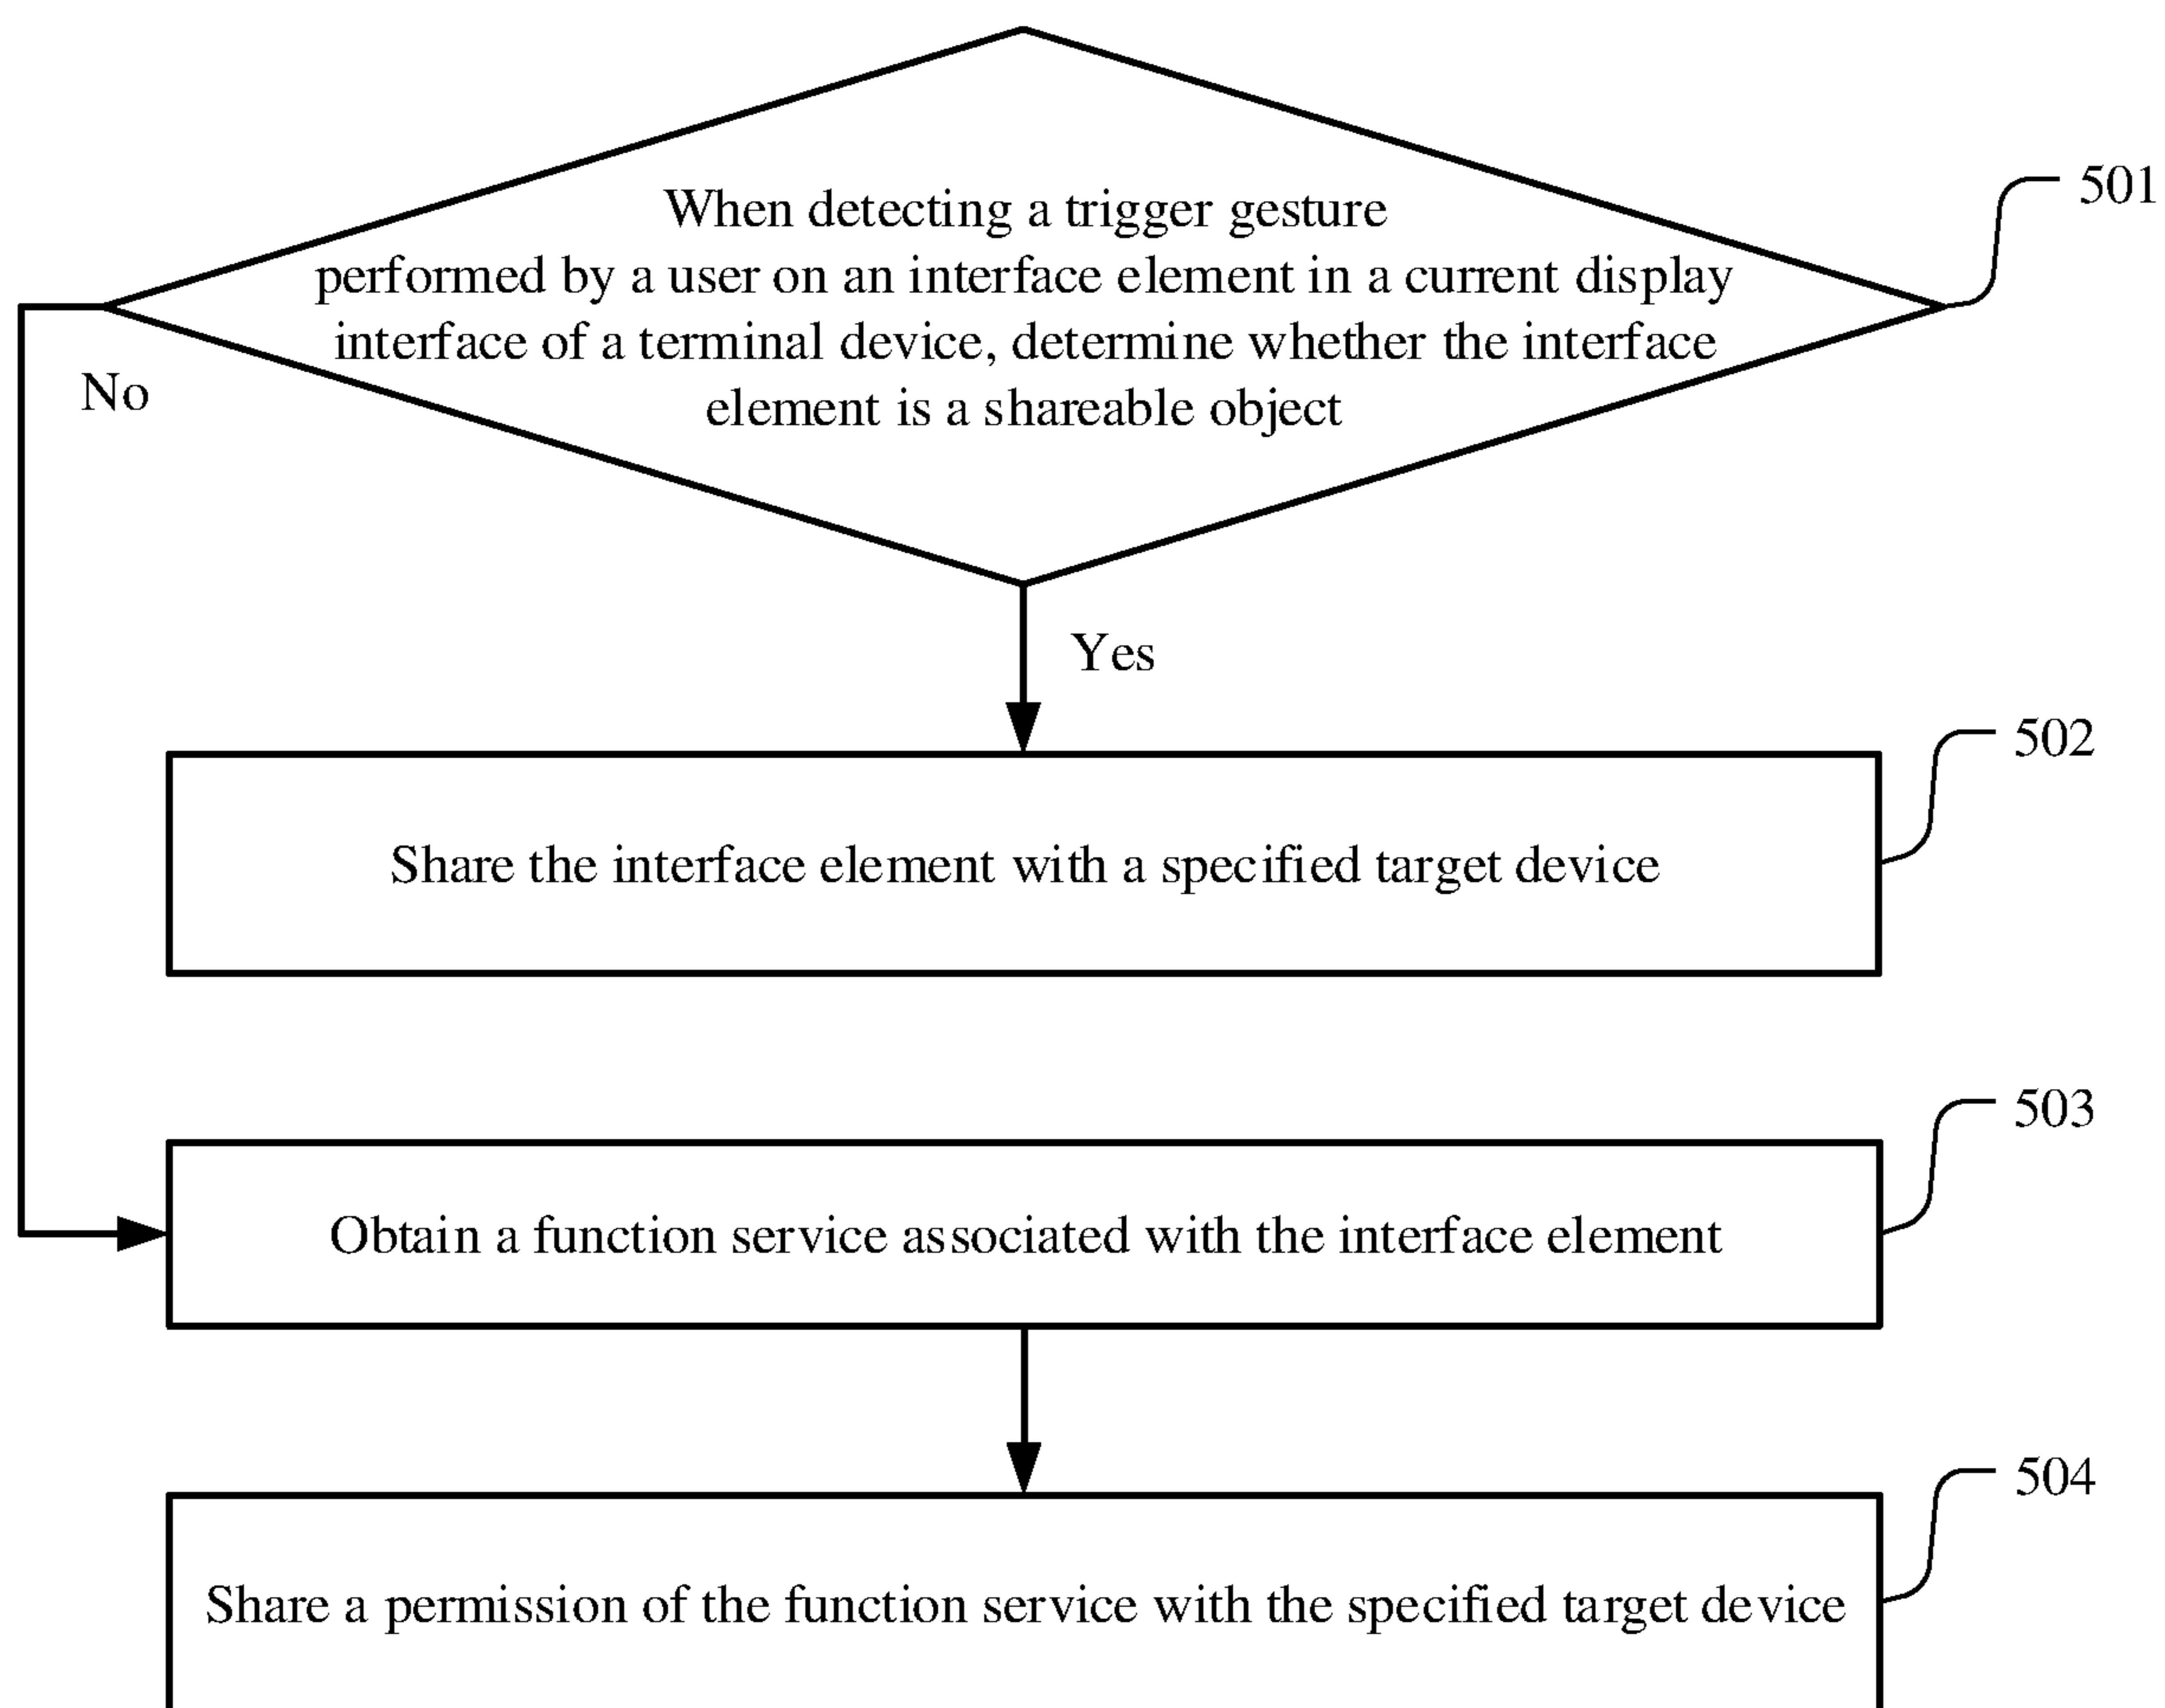 When detecting a trigger gesture
performed by a user on an interface element in a current display
interface of a terminal device, determine whether the interface
element is a shareable object
501
No
Yes
502
Share the interface element with a specified target device
503
Obtain a function service associated with the interface element
504
Share a permission of the function service with the specified target device